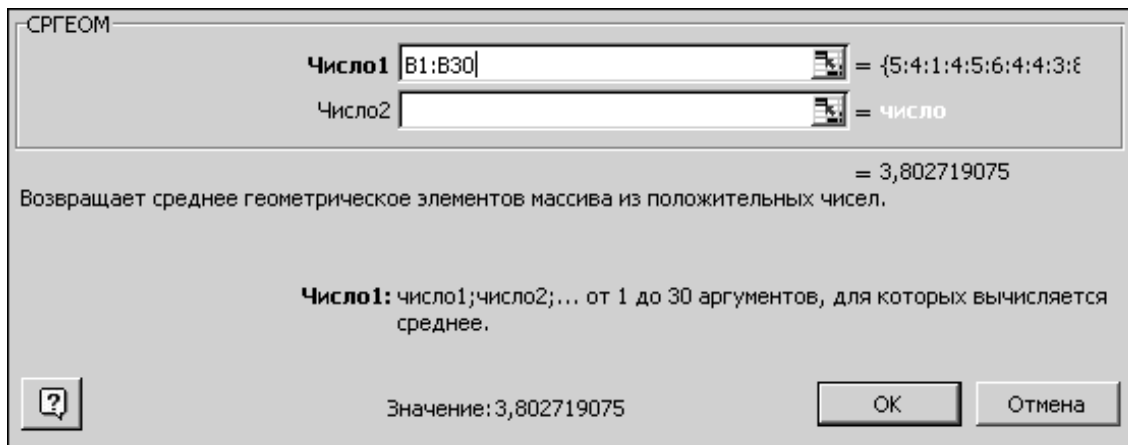 СРГЕОМ
Число1 B1:B30 = {5:4:1:4:5:6:4:4:3:8
Число2 = число
= 3,802719075
Возвращает среднее геометрическое элементов массива из положительных чисел.
Число1: число1;число2;... от 1 до 30 аргументов, для которых вычисляется
среднее.
Значение:3,802719075 OK Отмена